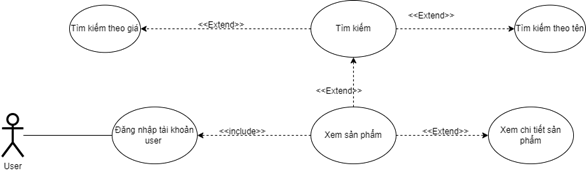 Tìm kiếm theo giá
<<Extend>>
Tìm kiếm
<<Extend>>
Tìm kiếm theo tên
<<Extend>>
Đăng nhập tài khoản
user
<<include>>
Xem sản phẩm
<<Extend>>
Xem chi tiết sản
phẩm
User